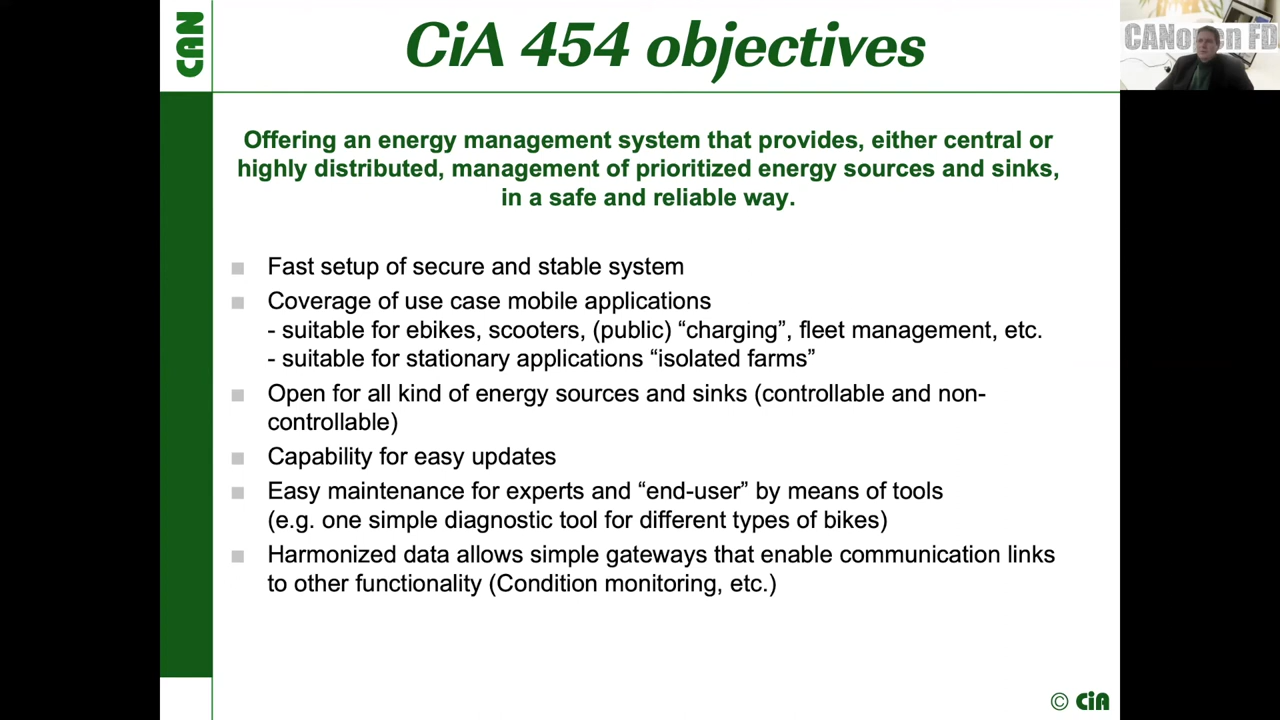 CAN
CiA 454 objectives
CANopen FD
Offering an energy management system that provides, either central or
highly distributed, management of prioritized energy sources and sinks,
in a safe and reliable way.
Fast setup of secure and stable system
Coverage of use case mobile applications
- suitable for ebikes, scooters, (public) “charging”, fleet management, etc.
- suitable for stationary applications “isolated farms”
Open for all kind of energy sources and sinks (controllable and non-
controllable)
Capability for easy updates
Easy maintenance for experts and “end-user” by means of tools
(e.g. one simple diagnostic tool for different types of bikes)
Harmonized data allows simple gateways that enable communication links
to other functionality (Condition monitoring, etc.)
© CiA